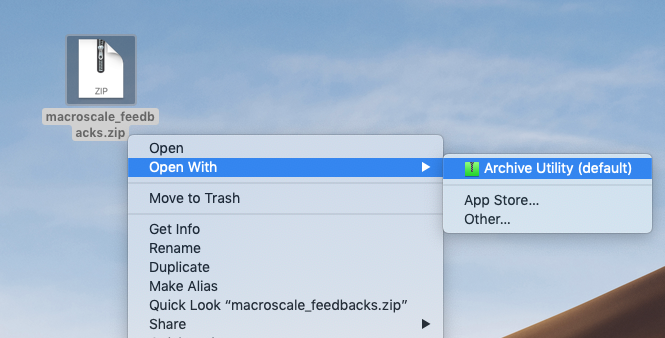 ZIP
macroscale_feedb
acks.zip
Open
Open With
Archive Utility (default)
Move to Trash
App Store...
Other...
Get Info
Rename
Duplicate
Make Alias
Quick Look “macroscale_feedbacks.zip”
Share